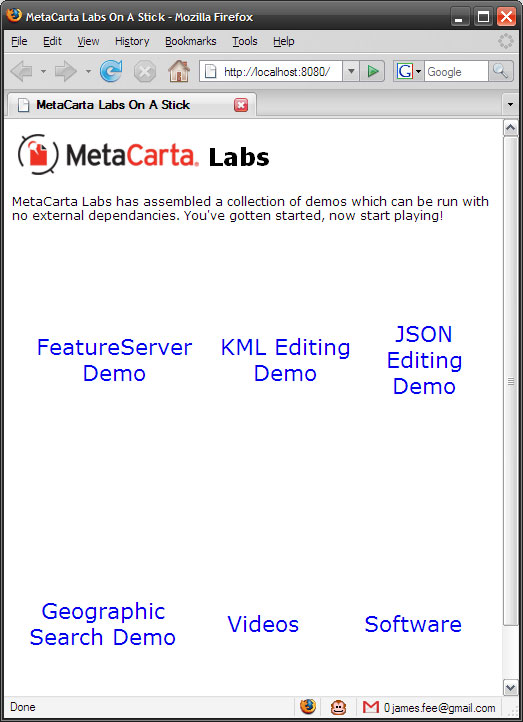 MetaCarta Labs On A Stick - Mozilla Firefox
File Edit View History Bookmarks Tools Help
http://localhost:8080/ G Google
MetaCarta Labs On A Stick
MetaCarta Labs
MetaCarta Labs has assembled a collection of demos which can be run with
no external dependancies. You've gotten started, now start playing!
FeatureServer
Demo
KML Editing
Demo
JSON
Editing
Demo
Geographic
Search Demo
Videos
Software
Done 0 james.fee@gmail.com